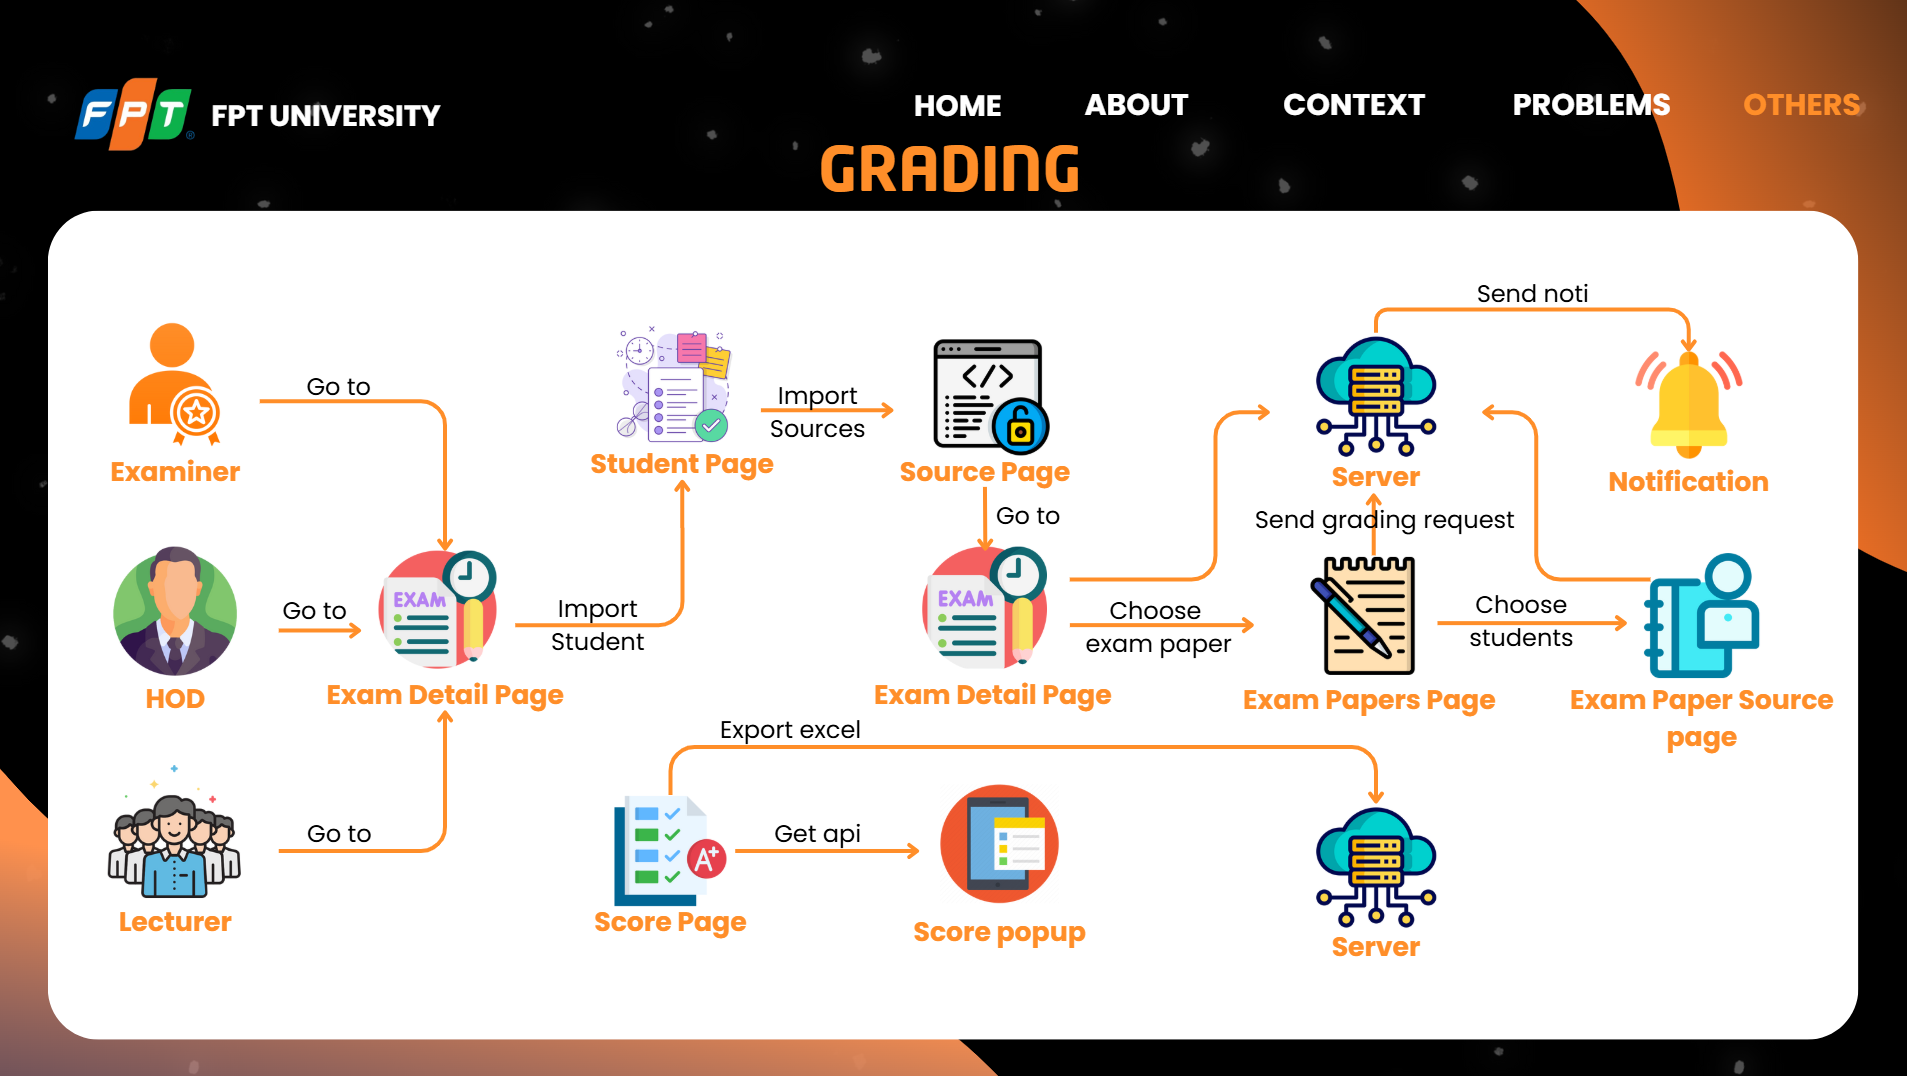 FPT
FPT UNIVERSITY
HOME
ABOUT
CONTEXT
PROBLEMS
OTHERS
GRADING
Send noti
Go to
Import
Sources
Examiner
Student Page
Source Page
Server
Notification
Go to
Send grading request
Go to
EXAM
Import
Student
EXAM
Choose
exam paper
Choose
students
HOD
Exam Detail Page
Exam Detail Page
Exam Papers Page
Exam Paper Source
page
Export excel
Go to
A+
Get api
Lecturer
Score Page
Score popup
Server